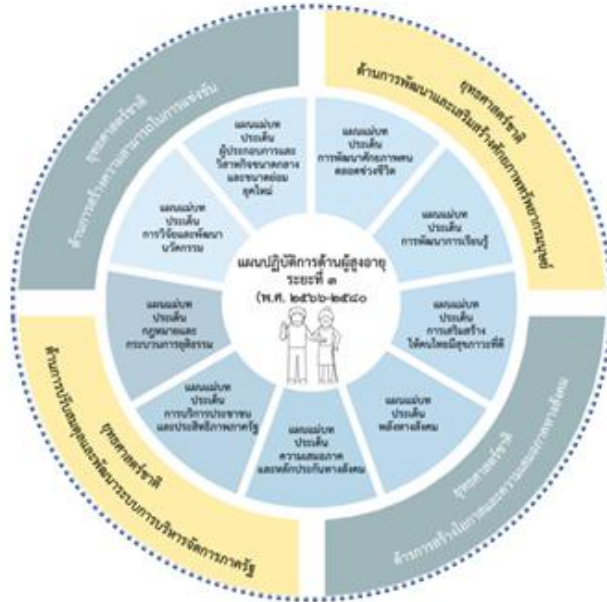 ยุทธศาสตร์ชาติ
ด้านการสร้างความสามารถในการแข่งขัน
ยุทธศาสตร์ชาติ
ด้านการพัฒนาและเสริมสร้างศักยภาพทรัพยากรมนุษย์
แผนแม่บท
ประเด็น
ผู้ประกอบการและ
วิสาหกิจขนาดกลาง
และขนาดย่อม
ยุคใหม่
แผนแม่บท
ประเด็น
การพัฒนาศักยภาพคน
ตลอดช่วงชีวิต
แผนแม่บท
ประเด็น
การวิจัยและพัฒนา
นวัตกรรม
แผนแม่บท
ประเด็น
การพัฒนาการเรียนรู้
แผนปฏิบัติการด้านผู้สูงอายุ
ระยะที่ ๓
(พ.ศ. ๒๕๖๖-๒๕๘๐
แผนแม่บท
ประเด็น
กฎหมายและ
กระบวนการยุติธรรม
แผนแม่บท
ประเด็น
การเสริมสร้าง
ให้คนไทยมีสุขภาวะที่ดี
แผนแม่บท
ประเด็น
การบริการประชาชน
และประสิทธิภาพภาครัฐ
แผนแม่บท
ประเด็น
ความเสมอภาค
และหลักประกันทางสังคม
แผนแม่บท
ประเด็น
พลังทางสังคม
ยุทธศาสตร์ชาติ
ด้านการปรับสมดุลและพัฒนาระบบการบริหารจัดการภาครัฐ
ยุทธศาสตร์ชาติ
ด้านการสร้างโอกาสและความเสมอภาคทางสังคม